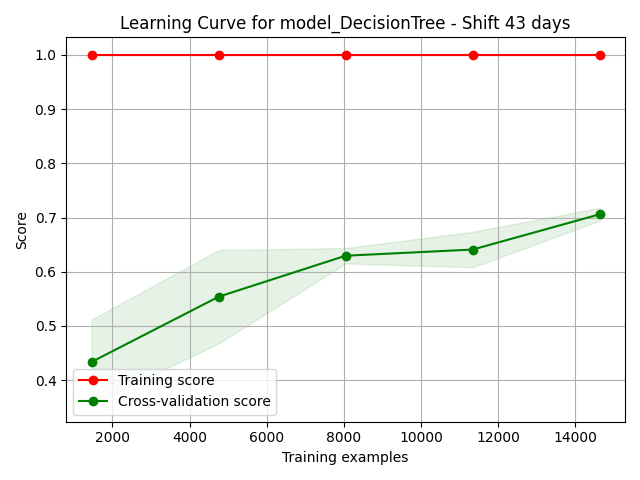 Learning Curve for model_DecisionTree - Shift 43 days
1.0
0.9
0.8
0.7
0.6
0.5
0.4
Score
Training score
Cross-validation score
2000 4000 6000 8000 10000 12000 14000
Training examples